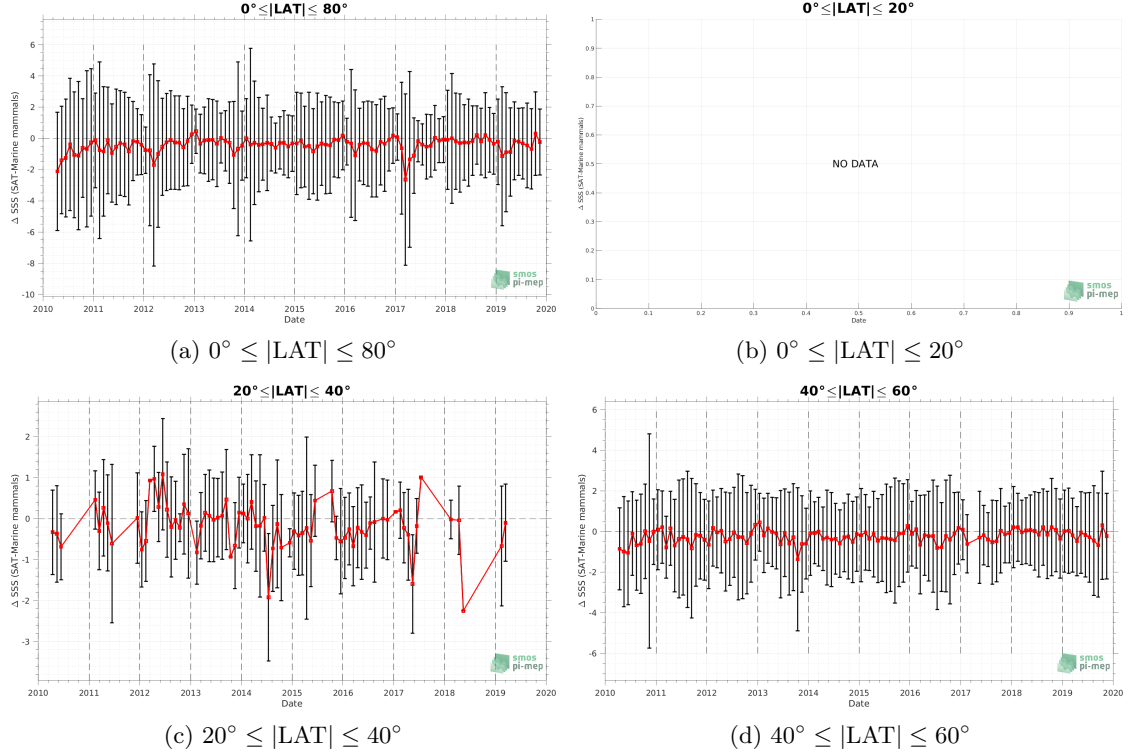 0°≤|LAT|≤ 80°
Δ SSS (SAT-Marine mammals)
6
4
2
0
-2
-4
-6
-8
-10
2010 2011 2012 2013 2014 2015 2016 2017 2018 2019 2020
Date
smos
pi-mep
(a) 0° ≤ |LAT| ≤ 80°
0°≤|LAT|≤ 20°
Δ SSS (SAT-Marine mammals)
1
0.9
0.8
0.7
0.6
0.5
0.4
0.3
0.2
0.1
0
NO DATA
0 0.1 0.2 0.3 0.4 0.5 0.6 0.7 0.8 0.9 1
Date
smos
pi-mep
(b) 0° ≤ |LAT| ≤ 20°
20°≤|LAT|≤ 40°
Δ SSS (SAT-Marine mammals)
2
1
0
-1
-2
-3
2010 2011 2012 2013 2014 2015 2016 2017 2018 2019 2020
Date
smos
pi-mep
(c) 20° ≤ |LAT| ≤ 40°
40°≤|LAT|≤ 60°
Δ SSS (SAT-Marine mammals)
6
4
2
0
-2
-4
-6
2010 2011 2012 2013 2014 2015 2016 2017 2018 2019 2020
Date
smos
pi-mep
(d) 40° ≤ |LAT| ≤ 60°